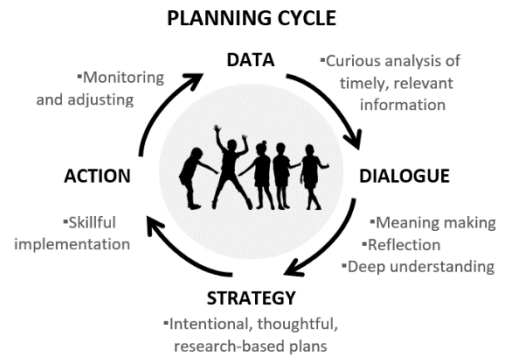 PLANNING CYCLE
DATA
▪Curious analysis of
timely, relevant
information
DIALOGUE
▪Meaning making
▪Reflection
▪Deep understanding
STRATEGY
▪Intentional, thoughtful,
research-based plans
ACTION
▪Skillful
implementation
▪Monitoring
and adjusting